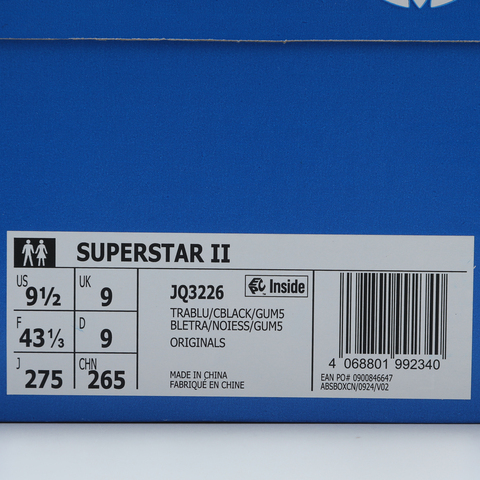 SUPERSTAR II
US 9½ UK 9
F 43⅓ D 9
J 275 CHN 265
JQ3226 Inside
TRABLU/CBLACK/GUM5
BLETRA/NOIESS/GUM5
ORIGINALS
MADE IN CHINA
FABRIQUÉ EN CHINE
4 068801 992340
EAN PO# 0900846647
ABSBOXCN/0924/V02